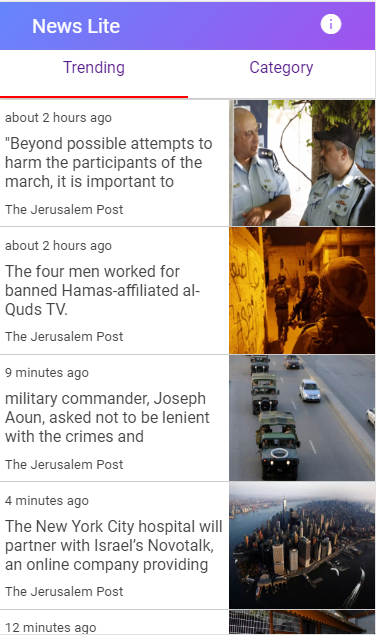 News Lite
Trending
Category
about 2 hours ago
"Beyond possible attempts to
harm the participants of the
march, it is important to
The Jerusalem Post
about 2 hours ago
The four men worked for
banned Hamas-affiliated al-
Quds TV.
The Jerusalem Post
9 minutes ago
military commander, Joseph
Aoun, asked not to be lenient
with the crimes and
The Jerusalem Post
4 minutes ago
The New York City hospital will
partner with Israel’s Novotalk,
an online company providing
The Jerusalem Post
12 minutes ago